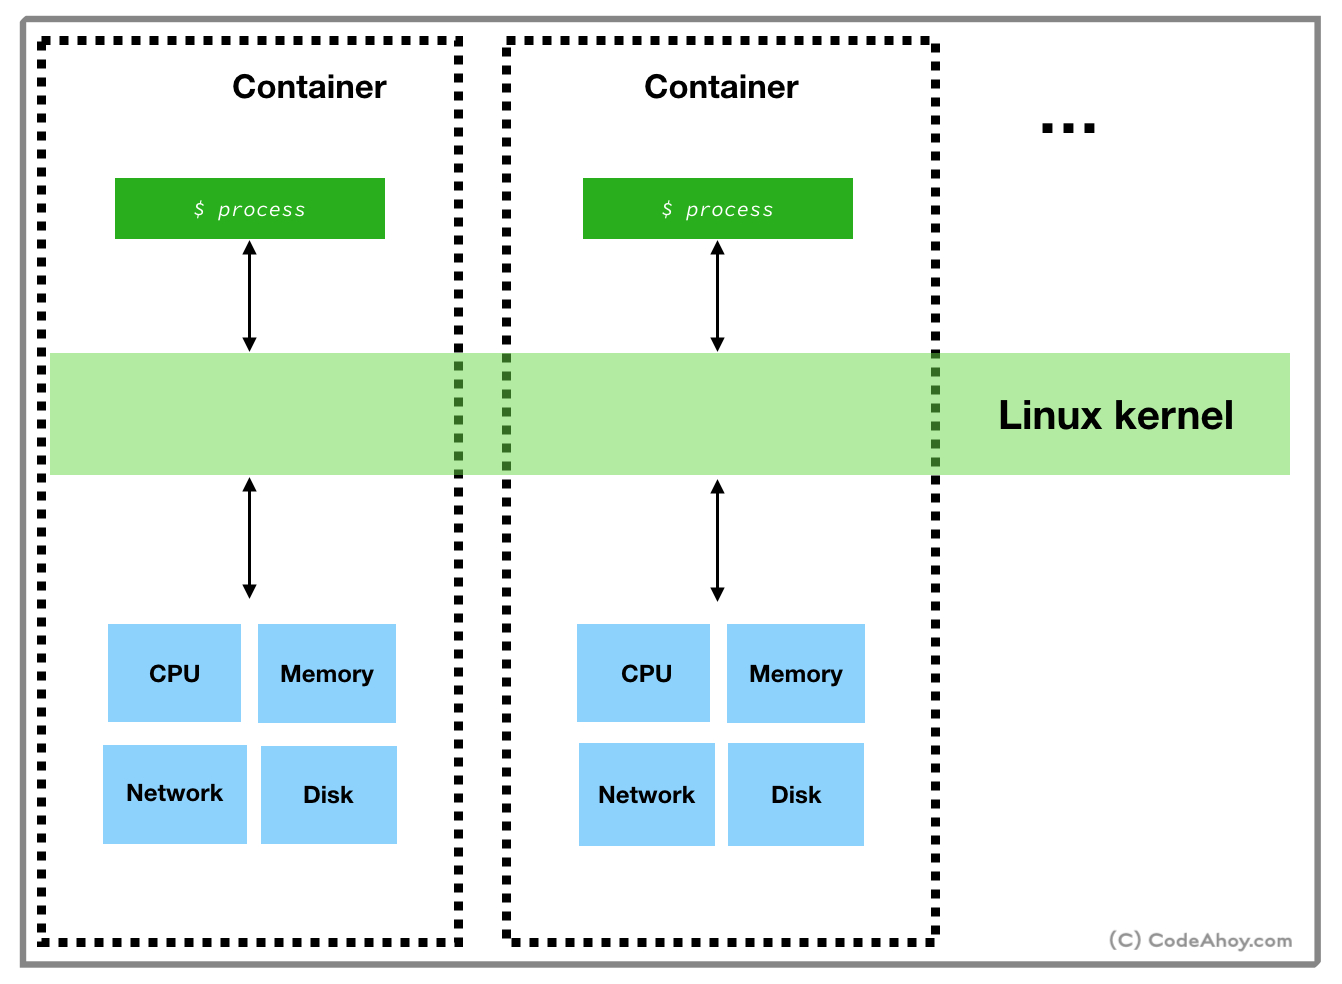 Container
Container
...
$ process
$ process
Linux kernel
CPU
Memory
CPU
Memory
Network
Disk
Network
Disk
(C) CodeAhoy.com